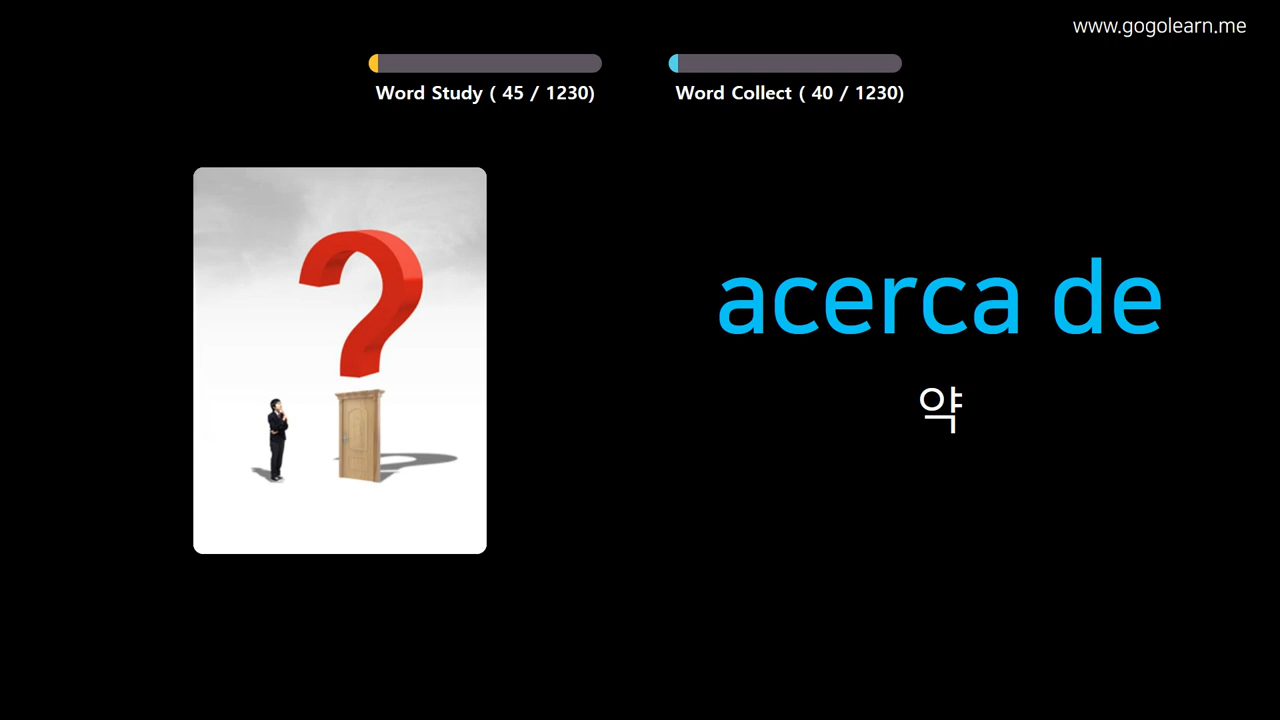 www.gogolearn.me
Word Study ( 45 / 1230)
Word Collect ( 40 / 1230)
acerca de
약